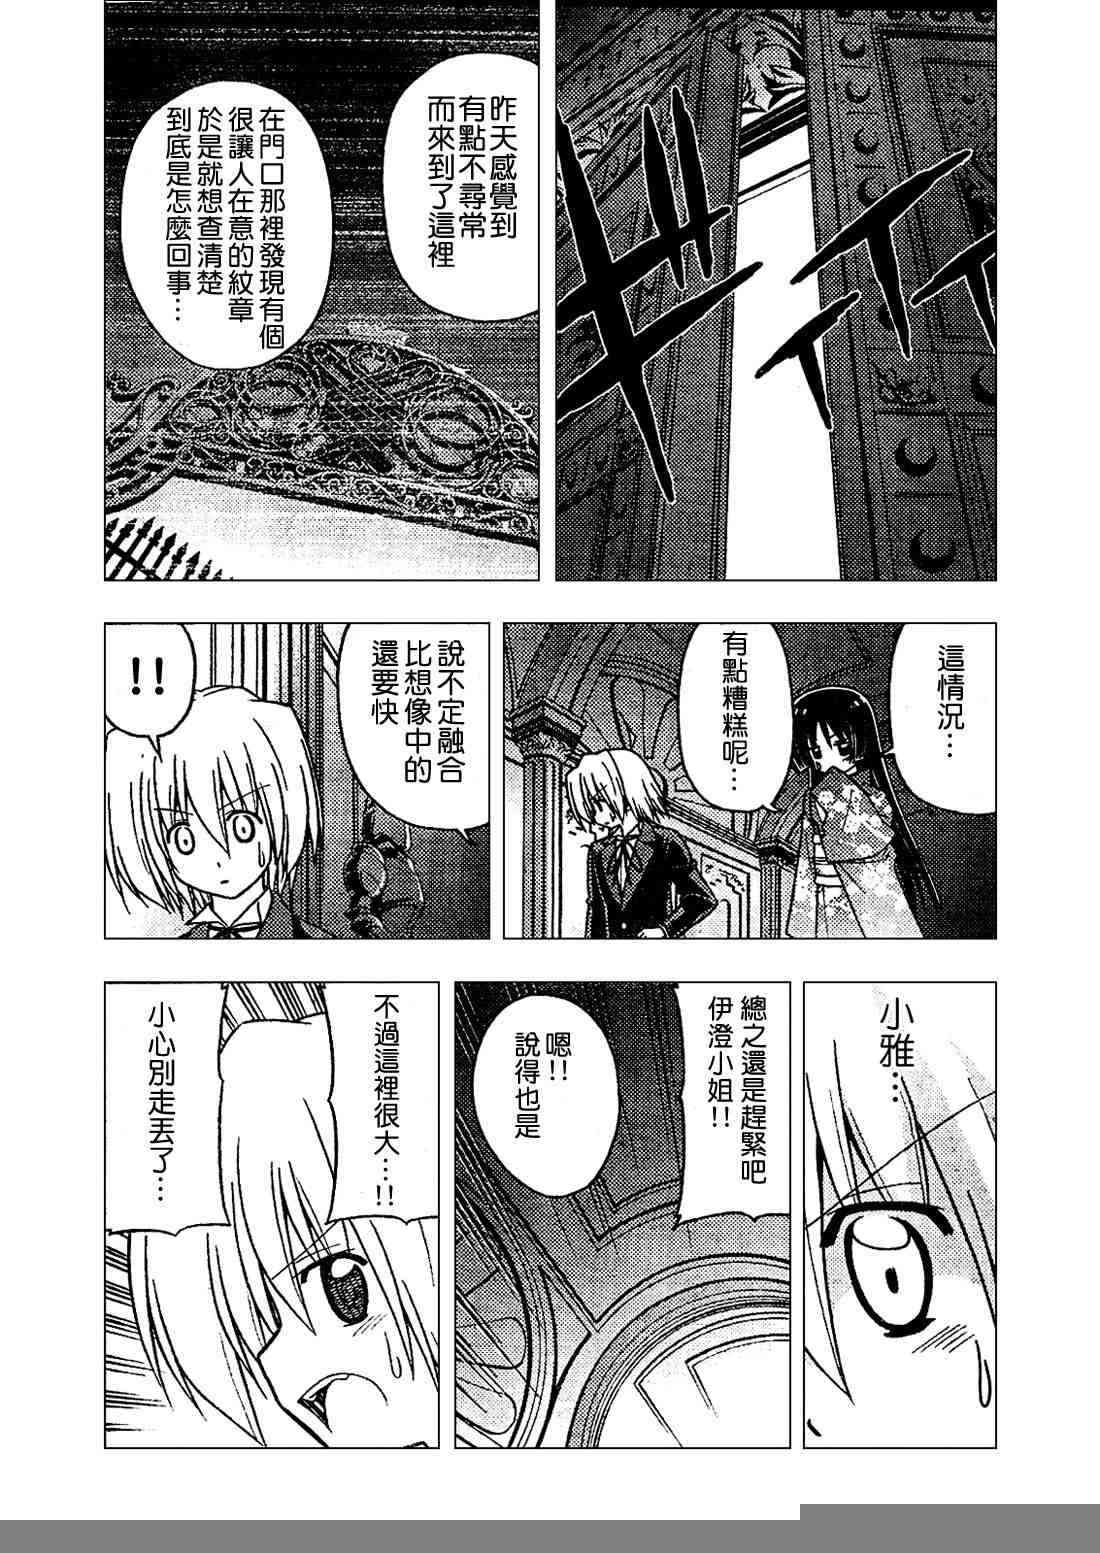 ドドド
昨天感覺到
有點不尋常
而來到了這裡
在門口那裡發現有個
很讓人在意的紋章
於是就想查清楚
到底是怎麼回事…
這情況…
有點糟糕呢…
說不定融合
比想像中的
還要快
!!
小雅…
總之還是趕緊吧
伊澄小姐!!
嗯!!
說得也是
不過這裡很大…!!
小心別走丟了…